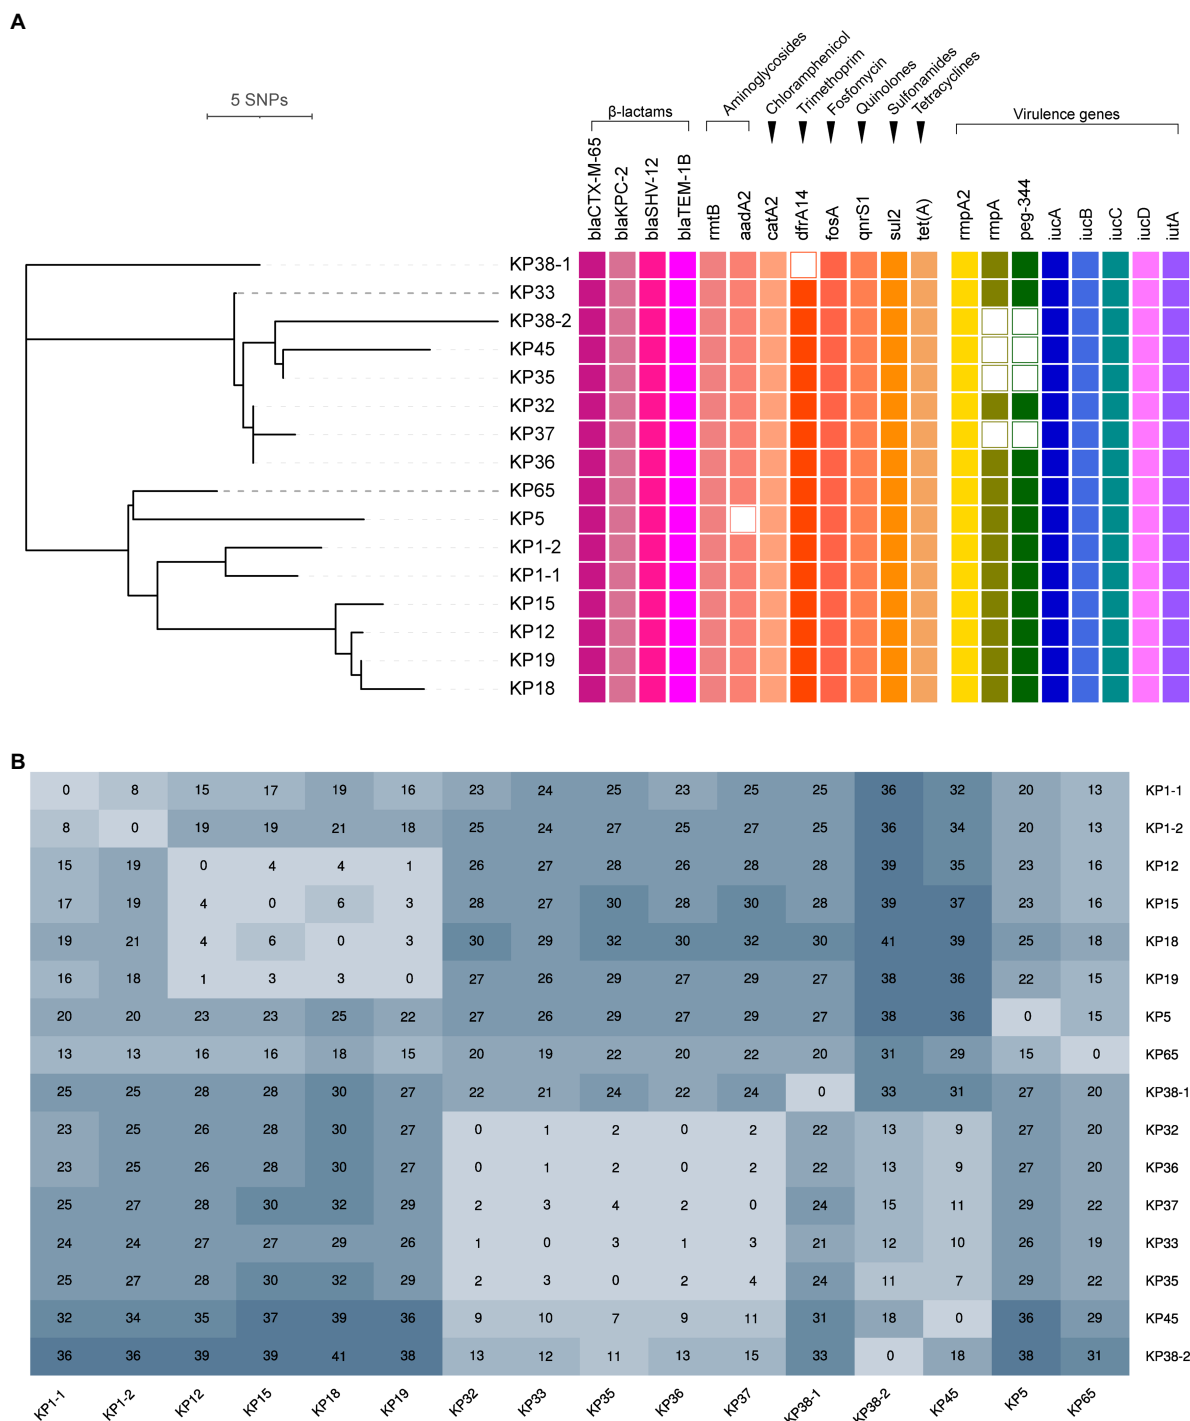 A
5 SNPs
β-lactams
Aminoglycosides
Chloramphenicol
Trimethoprim
Fosfomycin
Quinolones
Sulfonamides
Tetracyclines
Virulence genes
blaCTX-M-65
blaKPC-2
blaSHV-12
blaTEM-1B
rmtB
aadA2
catA2
dfrA14
fosA
qnrS1
sul2
tet(A)
rmpA2
rmpA
peg-344
iucA
iucB
iucC
iucD
iutA
KP38-1
KP33
KP38-2
KP45
KP35
KP32
KP37
KP36
KP65
KP5
KP1-2
KP1-1
KP15
KP12
KP19
KP18
B
0 8 15 17 19 16 23 24 25 23 25 25 36 32 20 13 KP1-1
8 0 19 19 21 18 25 24 27 25 27 25 36 34 20 13 KP1-2
15 19 0 4 4 1 26 27 28 26 28 28 39 35 23 16 KP12
17 19 4 0 6 3 28 27 30 28 30 28 39 37 23 16 KP15
19 21 4 6 0 3 30 29 32 30 32 30 41 39 25 18 KP18
16 18 1 3 3 0 27 26 29 27 29 27 38 36 22 15 KP19
20 20 23 23 25 22 27 26 29 27 29 27 38 36 0 15 KP5
13 13 16 16 18 15 20 19 22 20 22 20 31 29 15 0 KP65
25 25 28 28 30 27 22 21 24 22 24 0 33 31 27 20 KP38-1
23 25 26 28 30 27 0 1 2 0 2 22 13 9 27 20 KP32
23 25 26 28 30 27 0 1 2 0 2 22 13 9 27 20 KP36
25 27 28 30 32 29 2 3 4 2 0 24 15 11 29 22 KP37
24 24 27 27 29 26 1 0 3 1 3 21 12 10 26 19 KP33
25 27 28 30 32 29 2 3 0 2 4 24 11 7 29 22 KP35
32 34 35 37 39 36 9 10 7 9 11 31 18 0 36 29 KP45
36 36 39 39 41 38 13 12 11 13 15 33 0 18 38 31 KP38-2
KP1-1 KP1-2 KP12 KP15 KP18 KP19 KP32 KP33 KP35 KP36 KP37 KP38-1 KP38-2 KP45 KP5 KP65